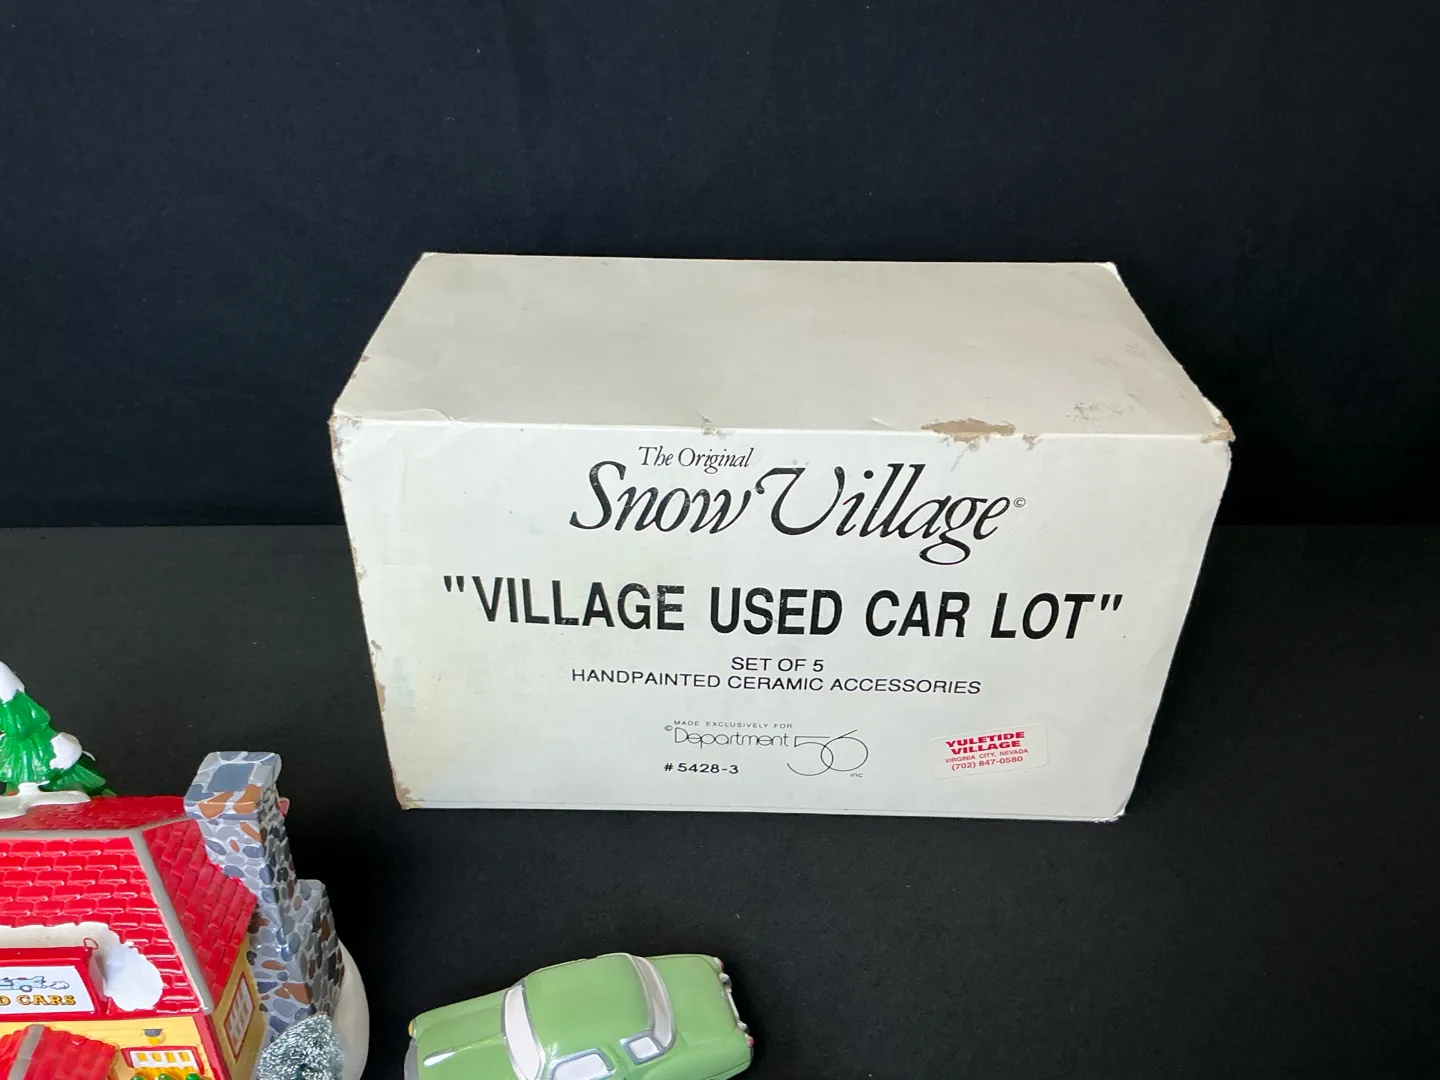 The Original
Snow Village©
"VILLAGE USED CAR LOT"
SET OF 5
HANDPAINTED CERAMIC ACCESSORIES
MADE EXCLUSIVELY FOR
©Department 56 inc
#5428-3
YULETIDE
VILLAGE
VIRGINIA CITY, NEVADA
(702) 847-0580
D CARS